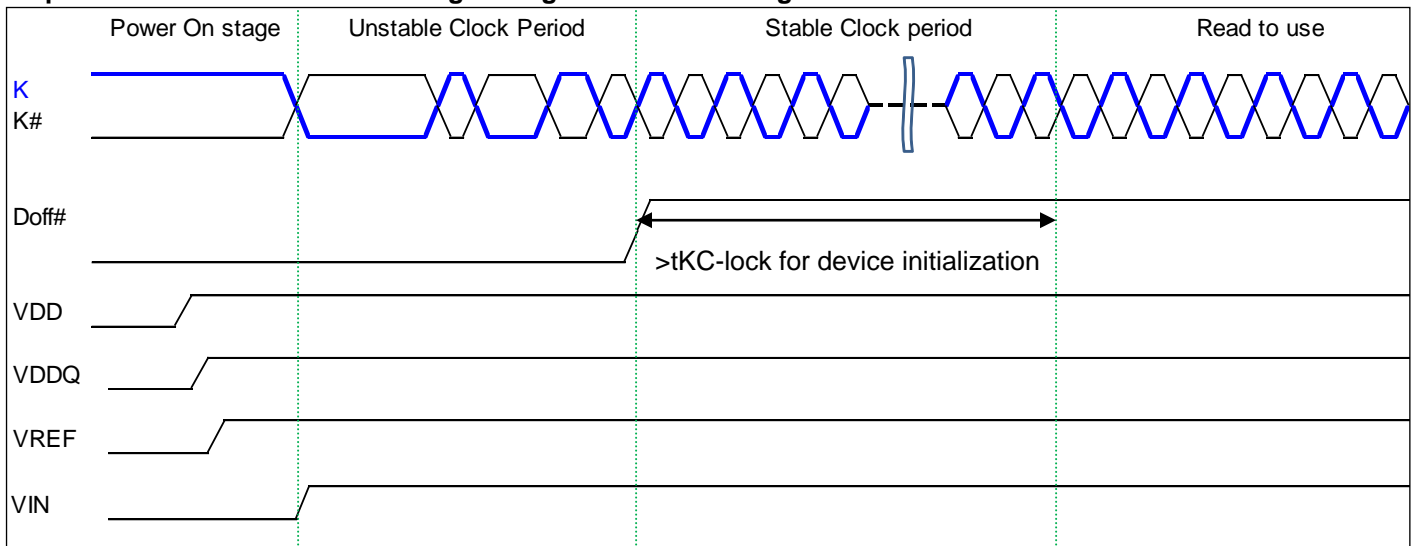 Power On stage Unstable Clock Period Stable Clock period Read to use
K
K#
Doff#
>tKC-lock for device initialization
VDD
VDDQ
VREF
VIN